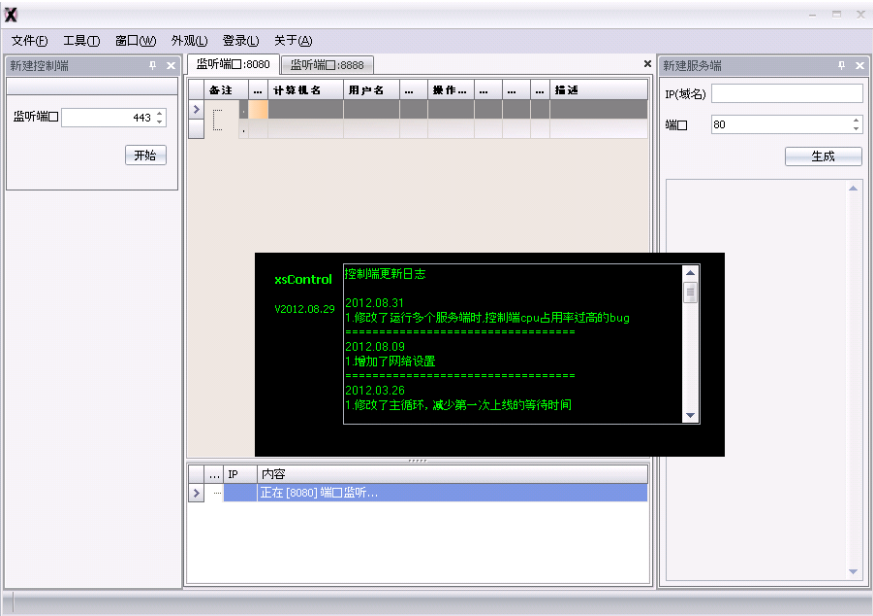 X
文件(F) 工具(T) 窗口(W) 外观(L) 登录(L) 关于(A)
新建控制端
监听端口 443
开始
监听端口:8080 监听端口:8888
备注 ... 计算机名 用户名 ... 操作... ... ... ... 描述
新建服务端
IP(域名)
端口 80
生成
xsControl
V2012.08.29
控制端更新日志
2012.08.31
1.修改了运行多个服务端时,控制端cpu占用率过高的bug
==================================
2012.08.09
1.增加了网络设置
==================================
2012.03.26
1.修改了主循环, 减少第一次上线的等待时间
... IP 内容
正在 [8080] 端口监听...